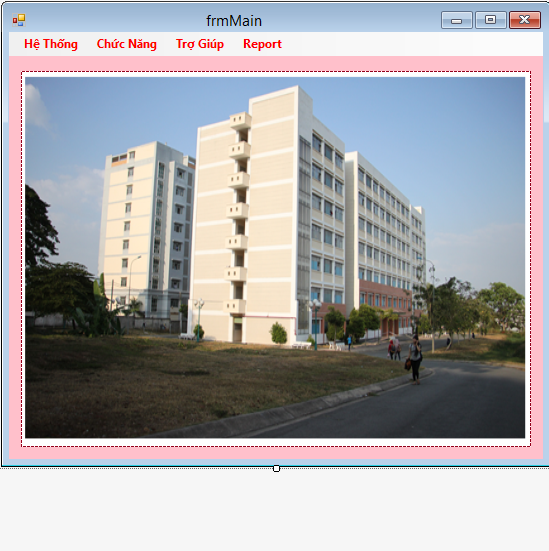 frmMain
Hệ Thống Chức Năng Trợ Giúp Report